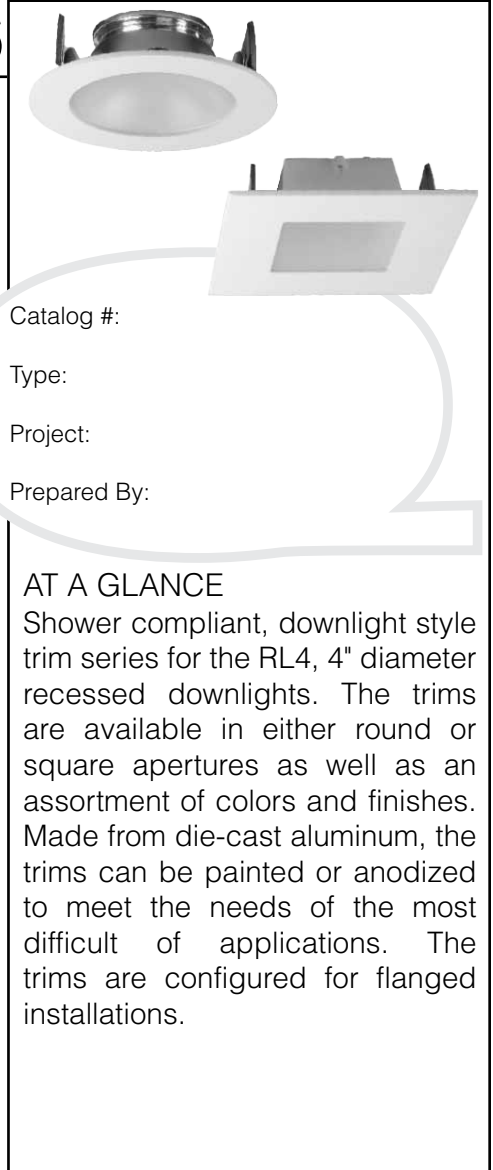 Catalog #:
Type:
Project:
Prepared By:
AT A GLANCE
Shower compliant, downlight style
trim series for the RL4, 4" diameter
recessed downlights. The trims
are available in either round or
square apertures as well as an
assortment of colors and finishes.
Made from die-cast aluminum, the
trims can be painted or anodized
to meet the needs of the most
difficult of applications. The
trims are configured for flanged
installations.